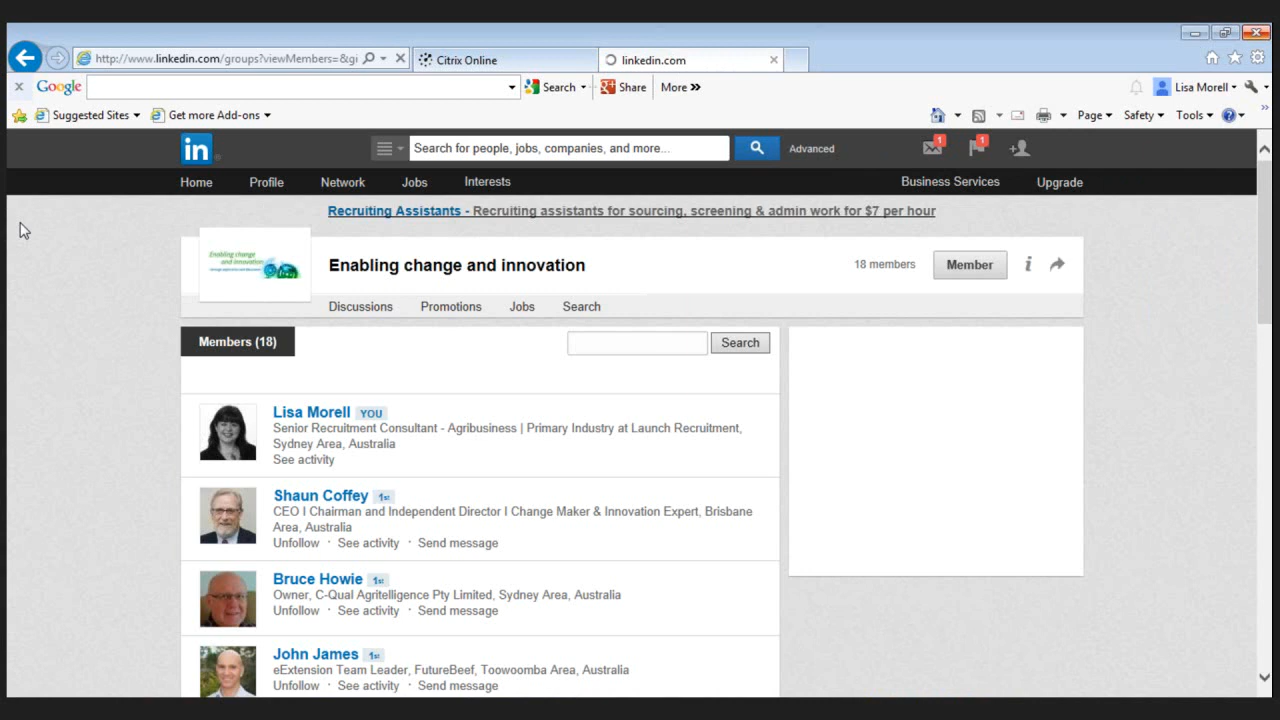 http://www.linkedin.com/groups?viewMembers=&gi
Citrix Online
linkedin.com
Google
Search
Share
More »
Lisa Morell
Suggested Sites
Get more Add-ons
Page
Safety
Tools
in
Search for people, jobs, companies, and more...
Advanced
1
1
Home
Profile
Network
Jobs
Interests
Business Services
Upgrade
Recruiting Assistants - Recruiting assistants for sourcing, screening & admin work for $7 per hour
Enabling change
and innovation
Enabling change and innovation
18 members
Member
Discussions
Promotions
Jobs
Search
Members (18)
Search
Lisa Morell YOU
Senior Recruitment Consultant - Agribusiness | Primary Industry at Launch Recruitment,
Sydney Area, Australia
See activity
Shaun Coffey 1st
CEO I Chairman and Independent Director I Change Maker & Innovation Expert, Brisbane
Area, Australia
Unfollow · See activity · Send message
Bruce Howie 1st
Owner, C-Qual Agritelligence Pty Limited, Sydney Area, Australia
Unfollow · See activity · Send message
John James 1st
eExtension Team Leader, FutureBeef, Toowoomba Area, Australia
Unfollow · See activity · Send message